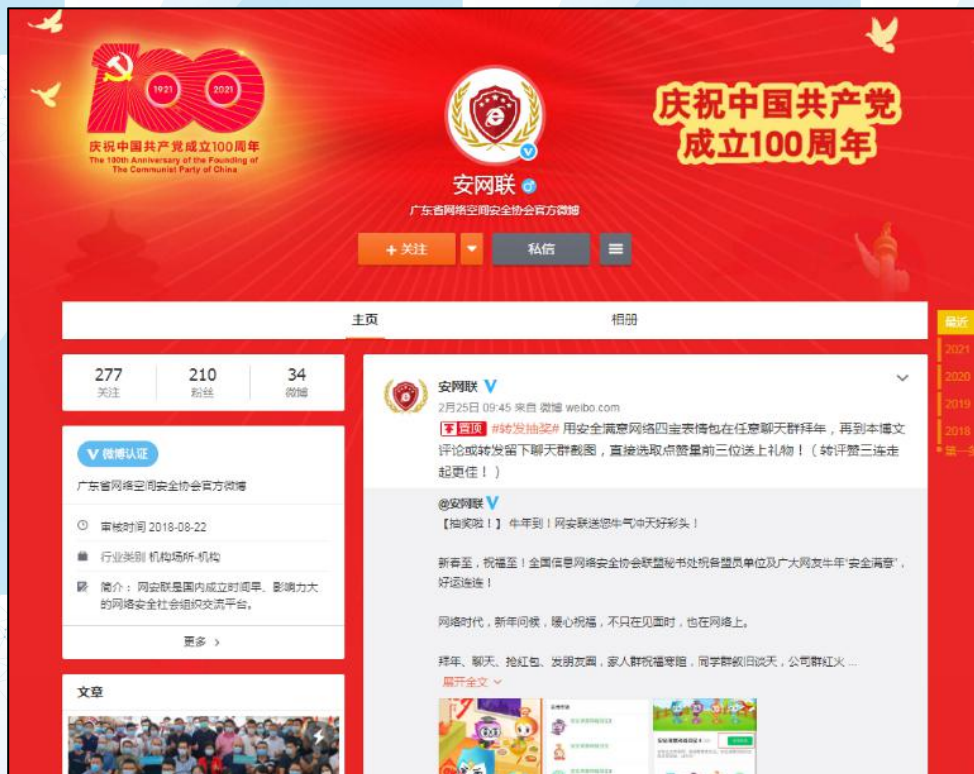 1921 2021
庆祝中国共产党成立100周年
The 100th Anniversary of the Founding of
The Communist Party of China
庆祝中国共产党
成立100周年
安网联
广东省网络空间安全协会官方微博
+ 关注
私信
主页
相册
最近
2021
2020
2019
2018
277
关注
210
粉丝
34
微博
V 微博认证
广东省网络空间安全协会官方微博
审核时间 2018-08-22
行业类别 机构场所-机构
简介： 网安联是国内成立时间早、影响力大
的网络安全社会组织交流平台。
更多 >
文章
安网联
2月25日 09:45 来自 微博 weibo.com
置顶 #转发抽奖# 用安全满意网络四宝表情包在任意聊天群拜年，再到本博文
评论或转发留下聊天群截图，直接选取点赞量前三位送上礼物！（转评赞三连走
起更佳！）
@安网联
【抽奖啦！】 牛年到！网安联送您牛气冲天好彩头！
新春至，祝福至！全国信息网络安全协会联盟秘书处祝各盟员单位及广大网友牛年“安全满意”，
好运连连！
网络时代，新年问候，暖心祝福，不只在见面时，也在网络上。
拜年、聊天、抢红包、发朋友圈，家人群祝福寒暄，同学群叙旧谈天，公司群红火 ...
展开全文